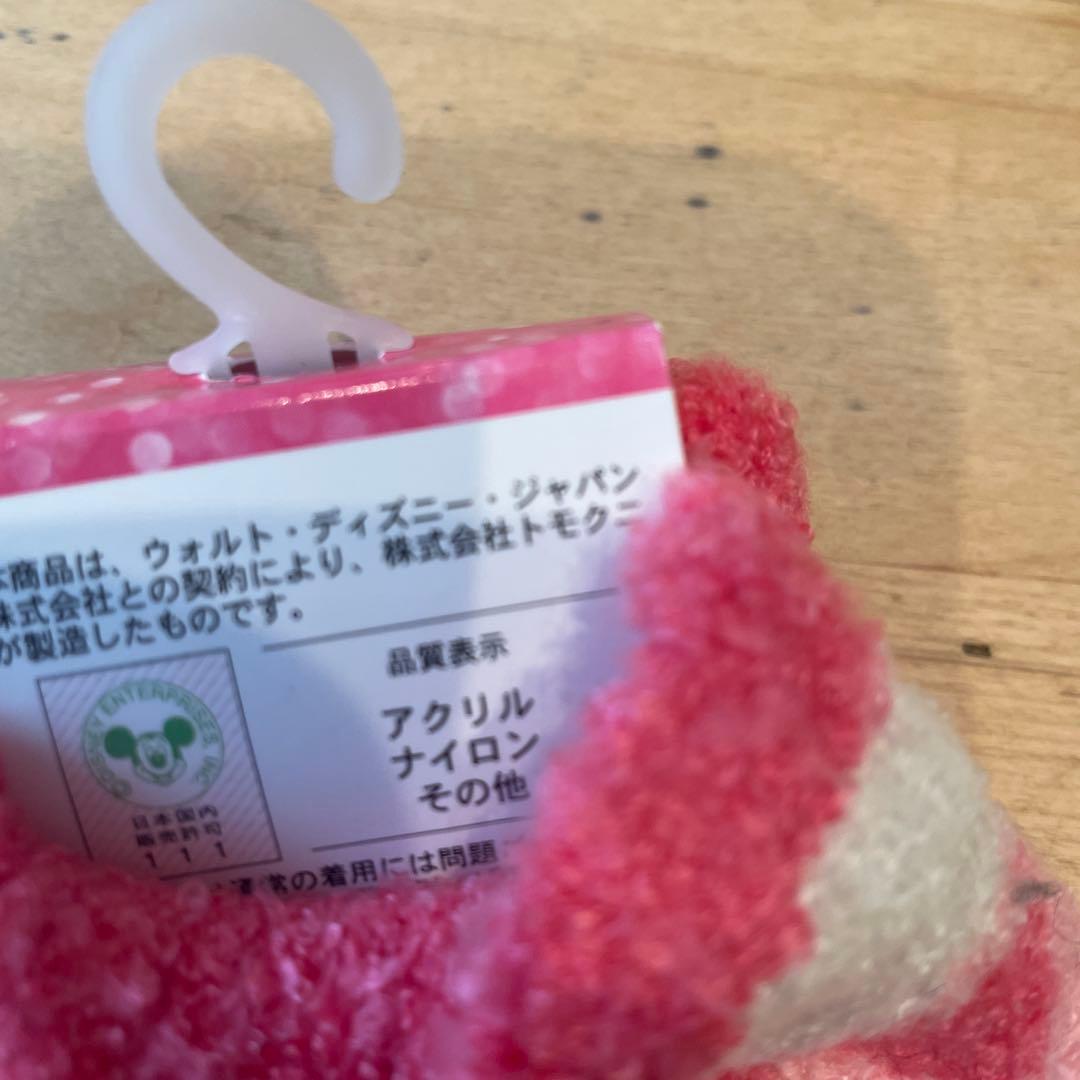 本商品は、ウォルト・ディズニー・ジャパン
株式会社との契約により、株式会社トモクニ
が製造したものです。
品質表示
アクリル
ナイロン
その他
DISNEY ENTERPRISES, INC.
日本国内
販売許可
111
通常の着用には問題